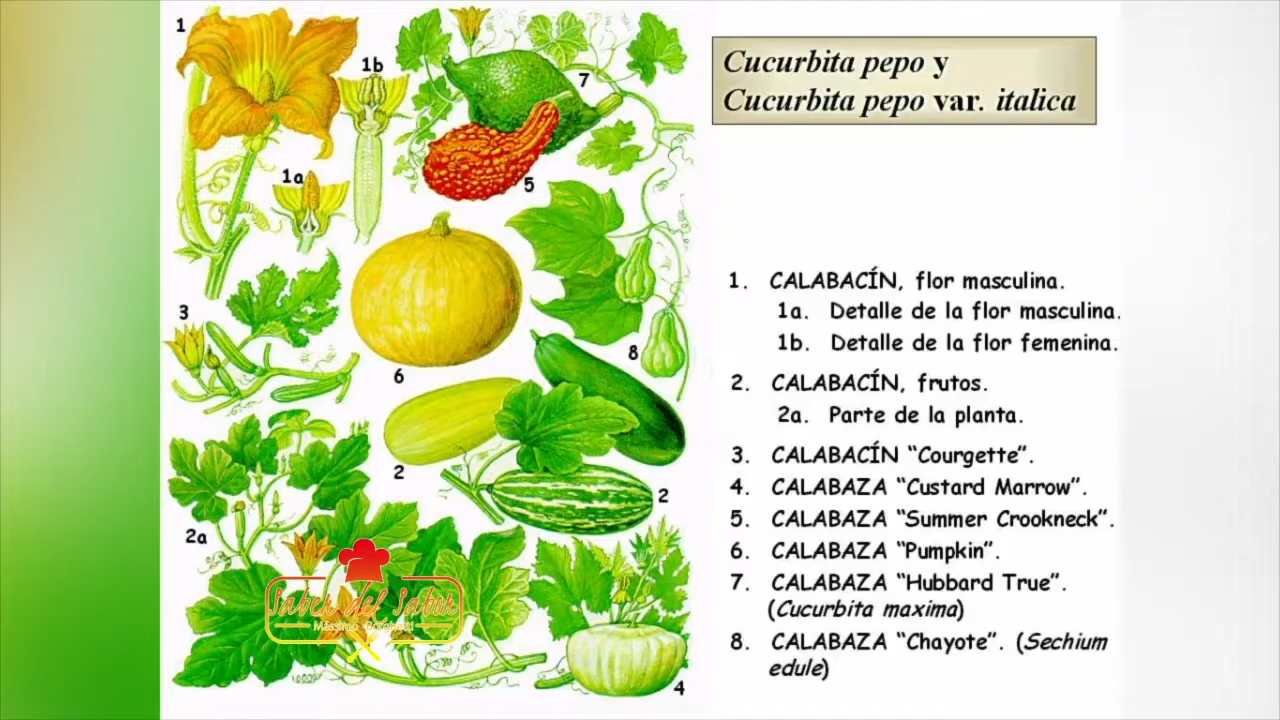 Cucurbita pepo y
Cucurbita pepo var. italica
1
1b
7
1a
5
3
8
6
2
2
2a
4
1. CALABACÍN, flor masculina.
1a. Detalle de la flor masculina.
1b. Detalle de la flor femenina.
2. CALABACÍN, frutos.
2a. Parte de la planta.
3. CALABACÍN “Courgette”.
4. CALABAZA “Custard Marrow”.
5. CALABAZA “Summer Crookneck”.
6. CALABAZA “Pumpkin”.
7. CALABAZA “Hubbard True”.
(Cucurbita maxima)
8. CALABAZA “Chayote”. (Sechium
edule)
Saber del Sabor
Massimo